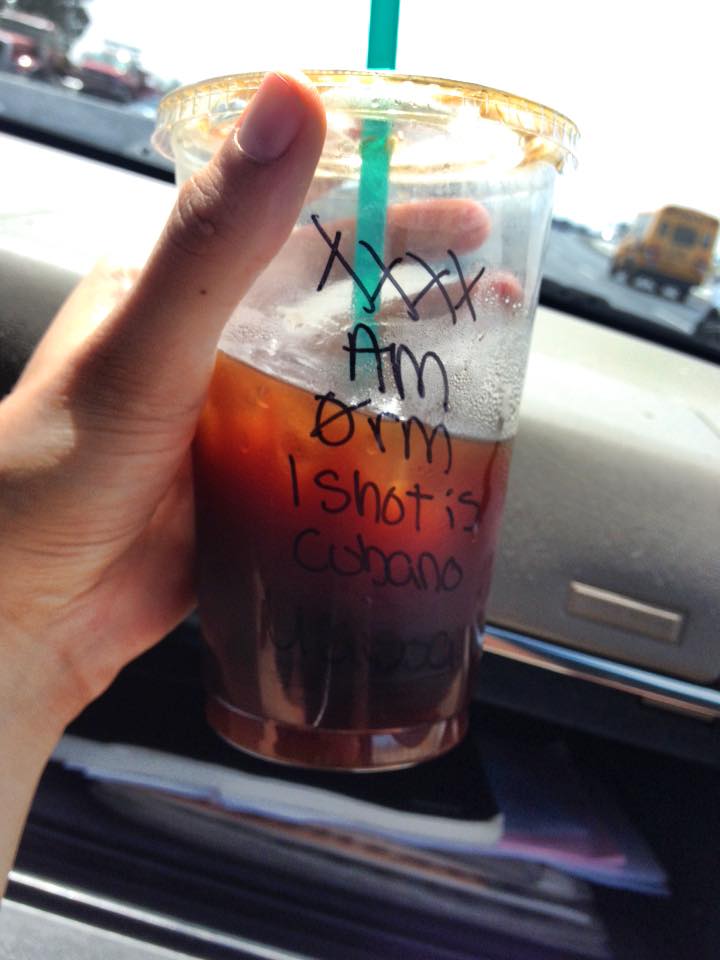 XXXX
AM
Ørm
1 shot is
cubano